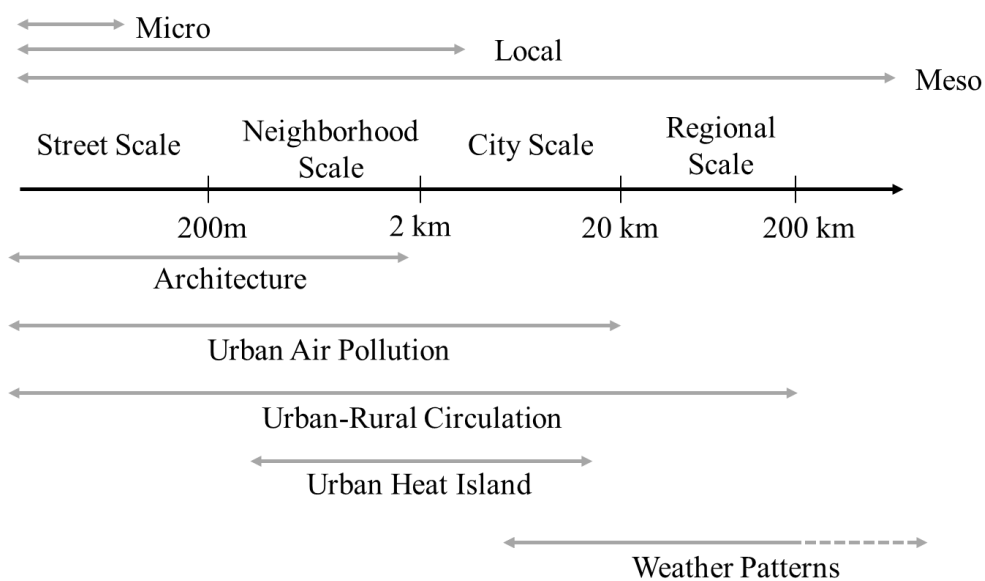 Micro
Local
Meso
Street Scale
Neighborhood
Scale
City Scale
Regional
Scale
200m
2 km
20 km
200 km
Architecture
Urban Air Pollution
Urban-Rural Circulation
Urban Heat Island
Weather Patterns